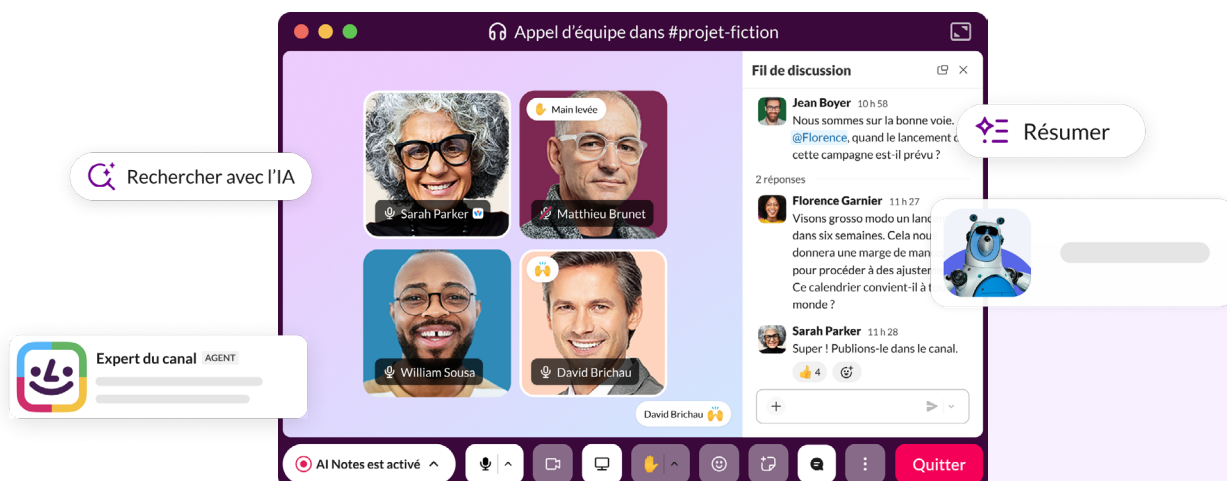 Appel d’équipe dans #projet-fiction
Rechercher avec l’IA
Expert du canal AGENT
Main levée
Sarah Parker
Matthieu Brunet
William Sousa
David Brichau
David Brichau
Fil de discussion
Jean Boyer 10 h 58
Nous sommes sur la bonne voie.
@Florence, quand le lancement
cette campagne est-il prévu ?
2 réponses
Florence Garnier 11 h 27
Visons grosso modo un
dans six semaines. Cela
donnera une marge de
pour procéder à des
Ce calendrier convient-il à
monde ?
Sarah Parker 11 h 28
Super ! Publions-le dans le canal.
4
Résumer
AI Notes est activé
Quitter